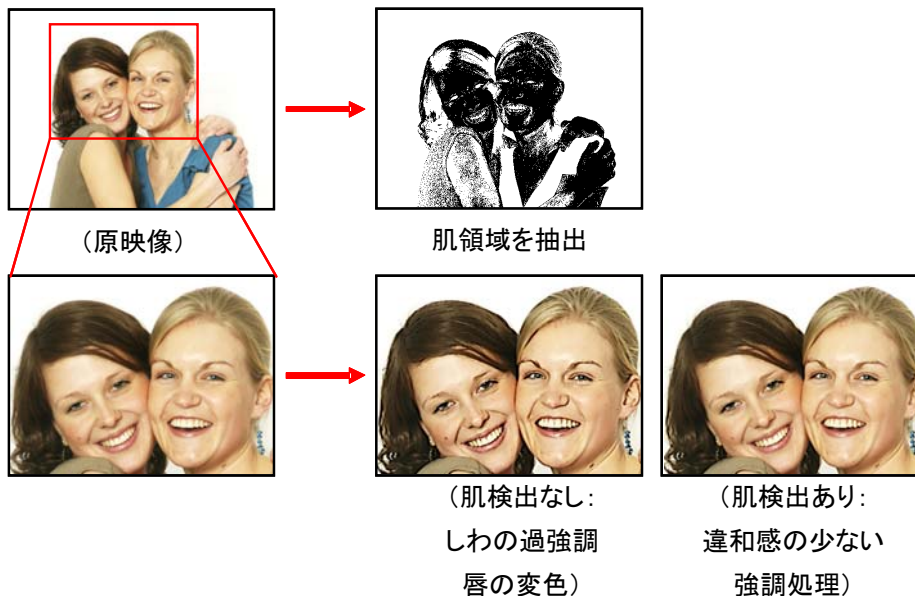 （原映像）
肌領域を抽出
（肌検出なし：
しわの過強調
唇の変色）
（肌検出あり：
違和感の少ない
強調処理）